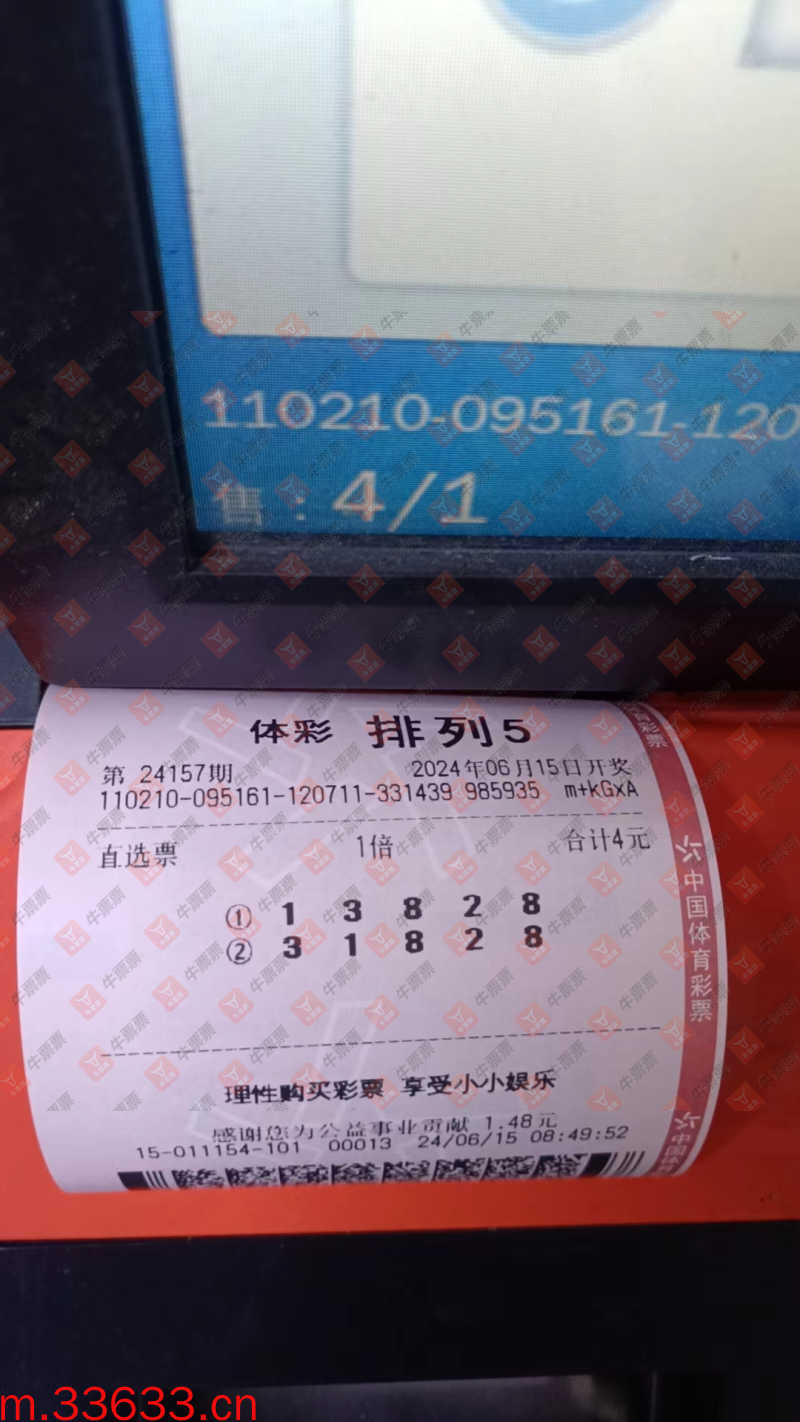 110210-095161-120
售：4/1
体彩 排列5
第 24157期 2024年06月15日开奖
110210-095161-120711-331439 985935 m+kGxA
直选票 1倍 合计4元
① 1 3 8 2 8
② 3 1 8 2 8
理性购买彩票 享受小小娱乐
感谢您为公益事业贡献 1.48元
15-011154-101 00013 24/06/15 08:49:52
中国体育彩票
牛票票
m.33633.cn